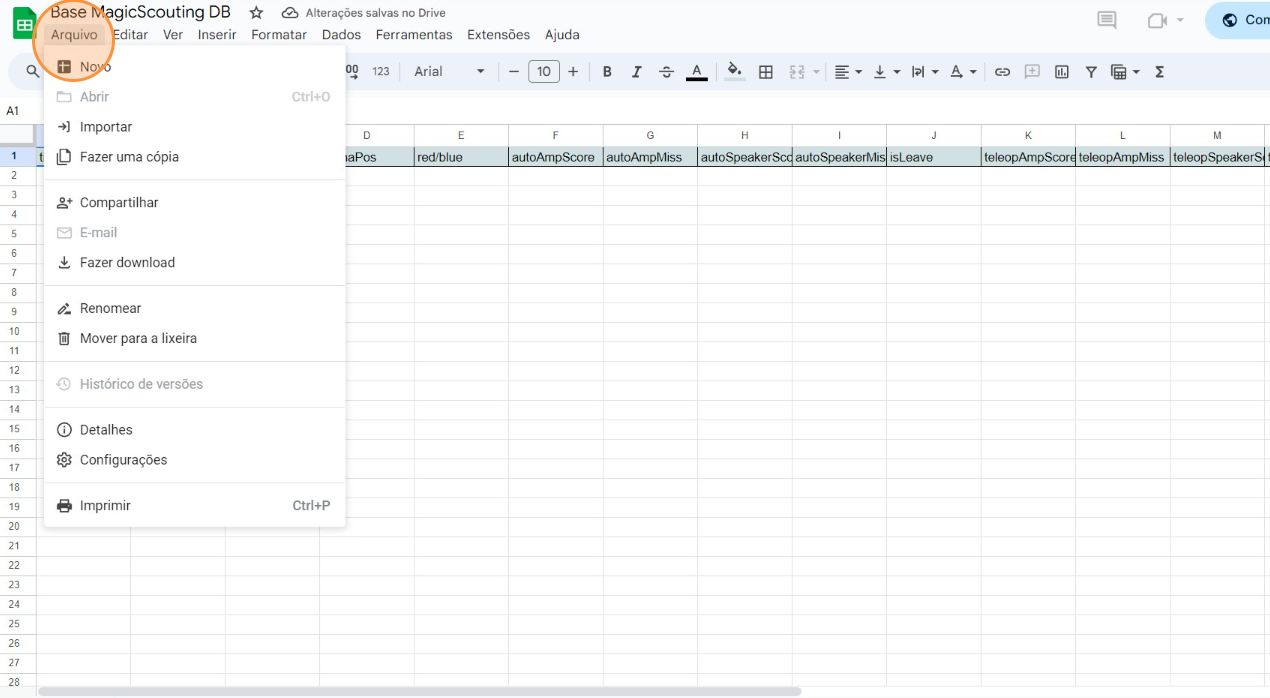 Base MagicScouting DB Alterações salvas no Drive
Arquivo Editar Ver Inserir Formatar Dados Ferramentas Extensões Ajuda
123 Arial 10
A1
Novo
Abrir Ctrl+O
Importar
Fazer uma cópia
Compartilhar
E-mail
Fazer download
Renomear
Mover para a lixeira
Histórico de versões
Detalhes
Configurações
Imprimir Ctrl+P
D E F G H I J K L M
1 red/blue autoAmpScore autoAmpMiss autoSpeakerSco autoSpeakerMis isLeave teleopAmpScore teleopAmpMiss teleopSpeakerS
2
3
4
5
6
7
8
9
10
11
12
13
14
15
16
17
18
19
20
21
22
23
24
25
26
27
28